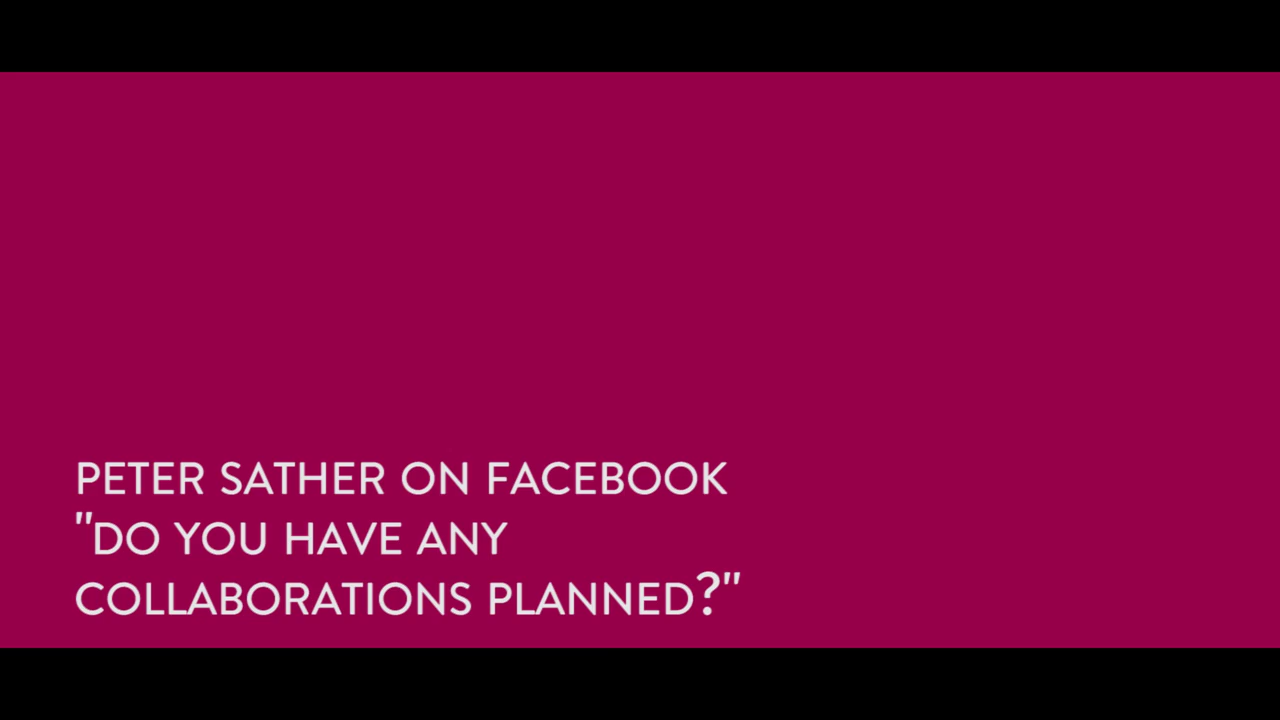 PETER SATHER ON FACEBOOK
"DO YOU HAVE ANY
COLLABORATIONS PLANNED?"